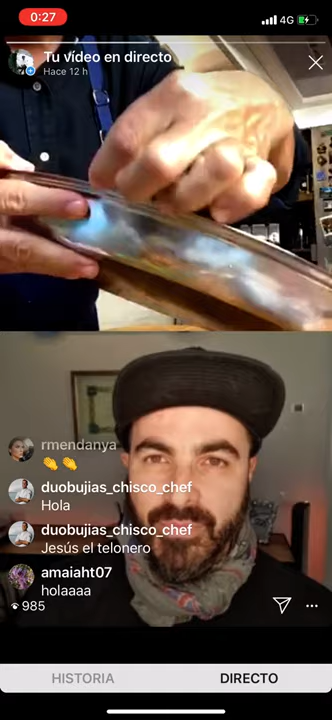 0:27
4G
Tu vídeo en directo
Hace 12 h
rmendanya
👏👏
duobujias_chisco_chef
Hola
duobujias_chisco_chef
Jesús el telonero
amaiaht07
holaaaa
985
HISTORIA
DIRECTO